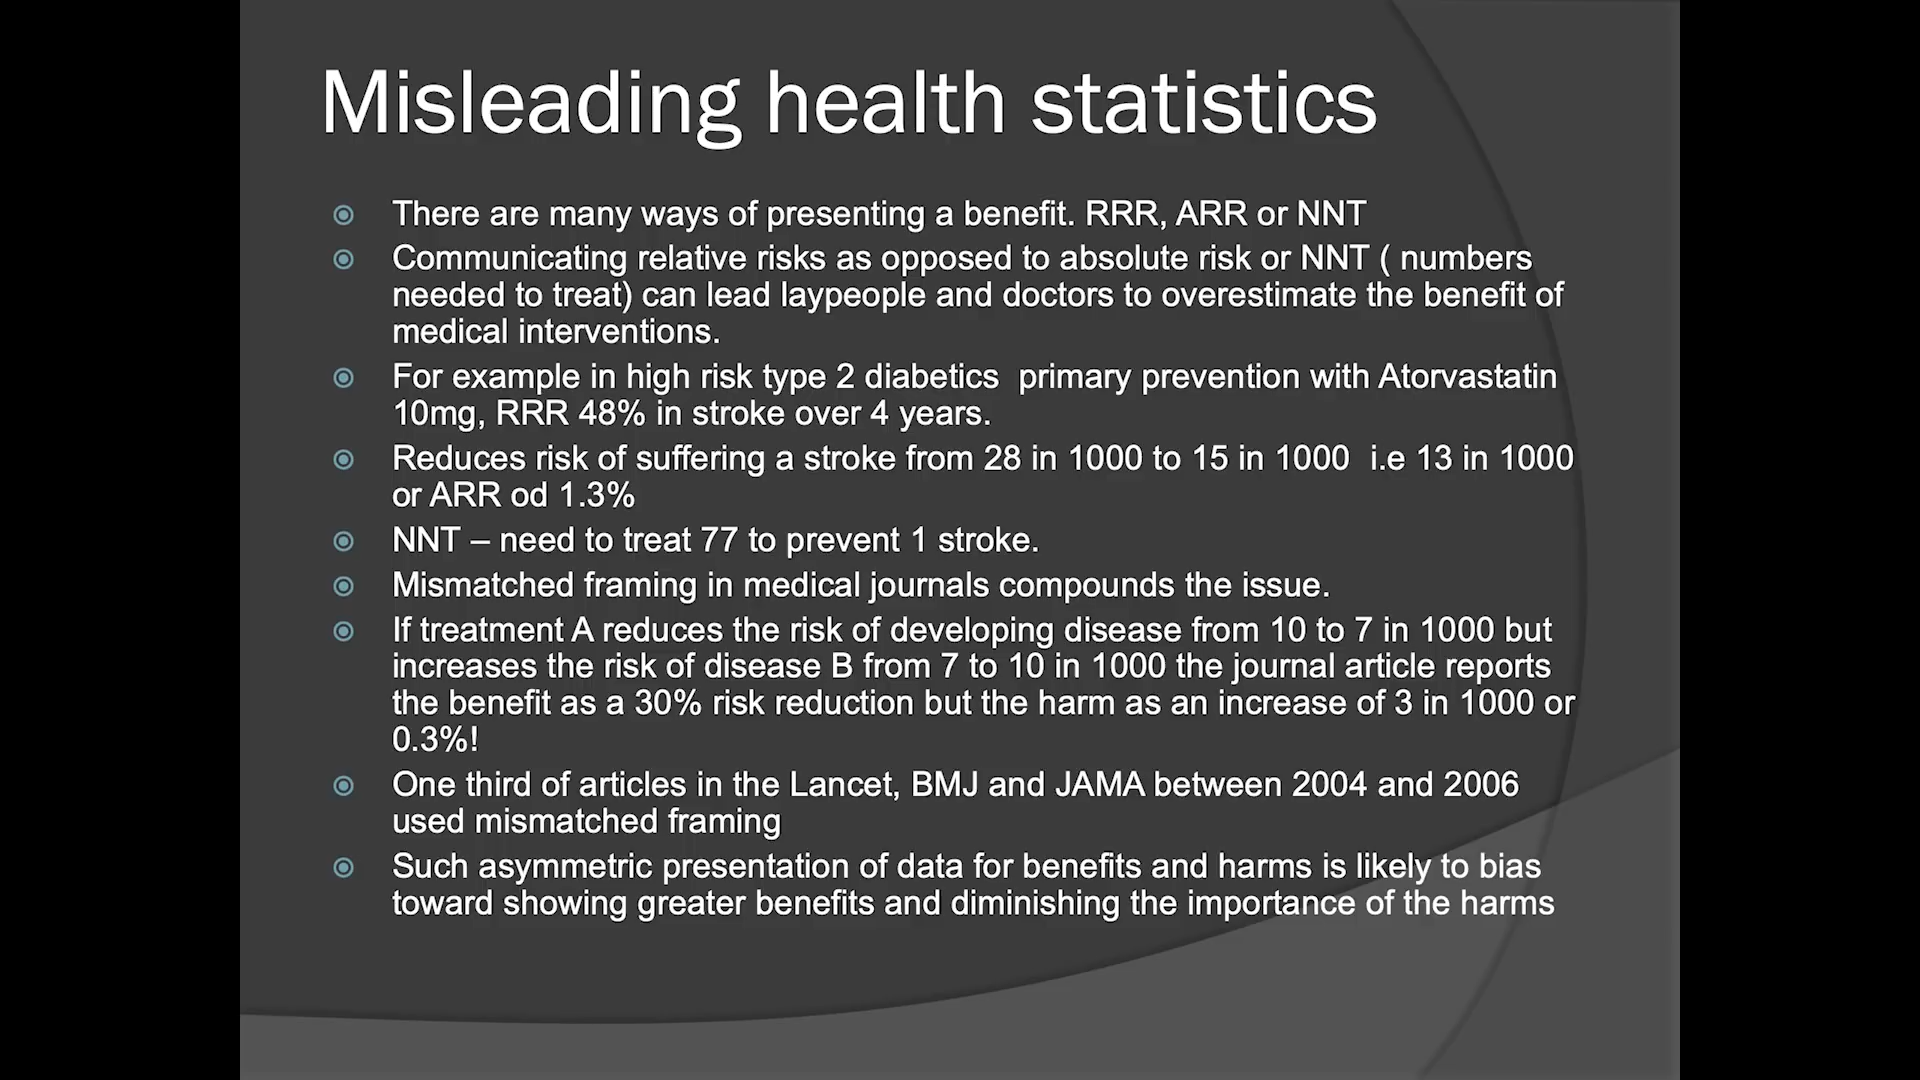 Misleading health statistics
There are many ways of presenting a benefit. RRR, ARR or NNT
Communicating relative risks as opposed to absolute risk or NNT ( numbers
needed to treat) can lead laypeople and doctors to overestimate the benefit of
medical interventions.
For example in high risk type 2 diabetics  primary prevention with Atorvastatin
10mg, RRR 48% in stroke over 4 years.
Reduces risk of suffering a stroke from 28 in 1000 to 15 in 1000  i.e 13 in 1000
or ARR od 1.3%
NNT – need to treat 77 to prevent 1 stroke.
Mismatched framing in medical journals compounds the issue.
If treatment A reduces the risk of developing disease from 10 to 7 in 1000 but
increases the risk of disease B from 7 to 10 in 1000 the journal article reports
the benefit as a 30% risk reduction but the harm as an increase of 3 in 1000 or
0.3%!
One third of articles in the Lancet, BMJ and JAMA between 2004 and 2006
used mismatched framing
Such asymmetric presentation of data for benefits and harms is likely to bias
toward showing greater benefits and diminishing the importance of the harms